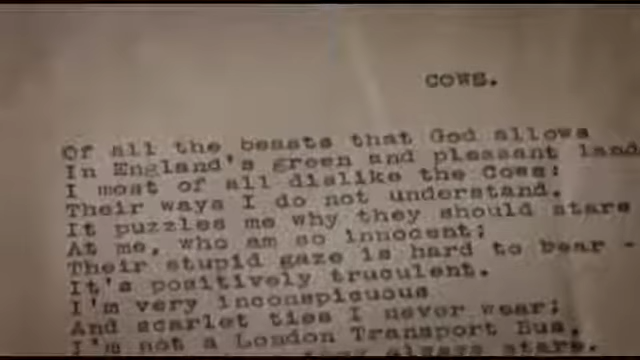 COWS.
Of all the beasts that God allows
In England's green and pleasant land
I most of all dislike the Cows:
Their ways I do not understand.
It puzzles me why they should stare
At me, who am so innocent;
Their stupid gaze is hard to bear -
It's positively truculent.
I'm very inconspicuous
And scarlet ties I never wear;
I'm not a London Transport Bus,
they always stare.